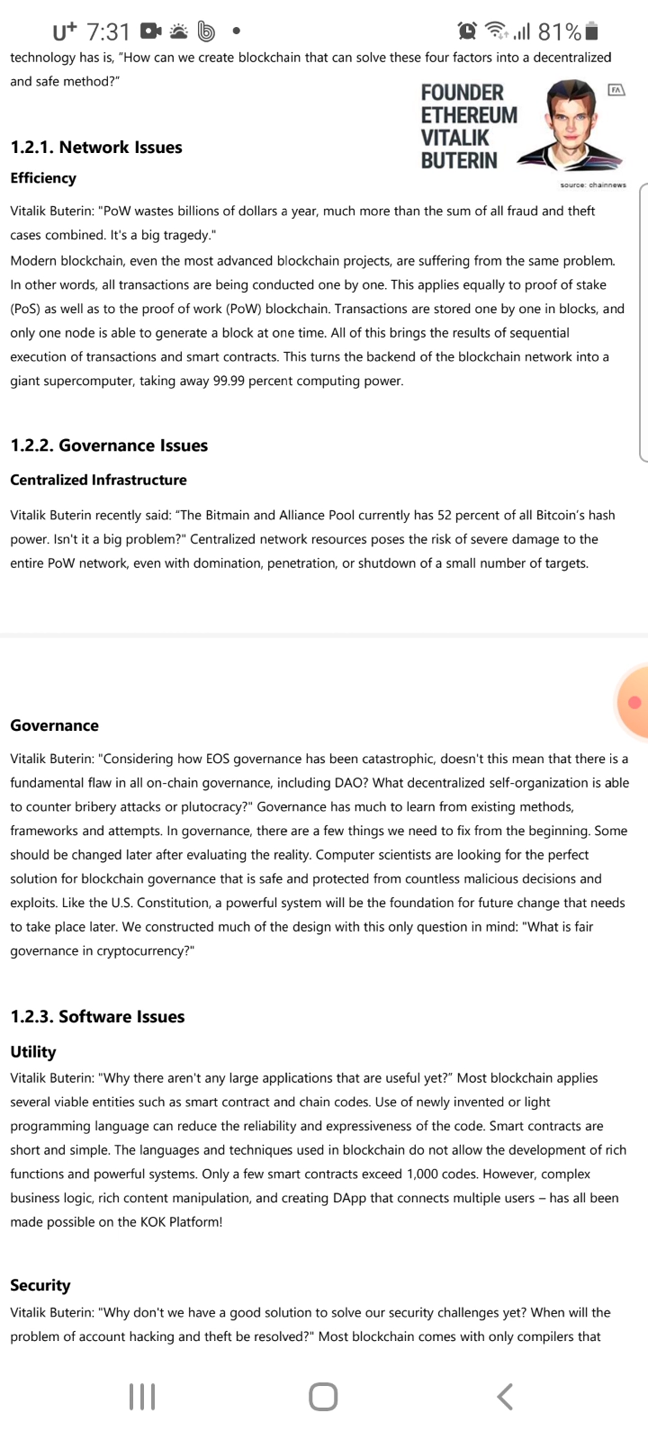 U+ 7:31 81%
technology has is, “How can we create blockchain that can solve these four factors into a decentralized
and safe method?”
FOUNDER
ETHEREUM
VITALIK
BUTERIN
FA
source: chainnews
1.2.1. Network Issues
Efficiency
Vitalik Buterin: "PoW wastes billions of dollars a year, much more than the sum of all fraud and theft
cases combined. It's a big tragedy."
Modern blockchain, even the most advanced blockchain projects, are suffering from the same problem.
In other words, all transactions are being conducted one by one. This applies equally to proof of stake
(PoS) as well as to the proof of work (PoW) blockchain. Transactions are stored one by one in blocks, and
only one node is able to generate a block at one time. All of this brings the results of sequential
execution of transactions and smart contracts. This turns the backend of the blockchain network into a
giant supercomputer, taking away 99.99 percent computing power.
1.2.2. Governance Issues
Centralized Infrastructure
Vitalik Buterin recently said: “The Bitmain and Alliance Pool currently has 52 percent of all Bitcoin’s hash
power. Isn't it a big problem?" Centralized network resources poses the risk of severe damage to the
entire PoW network, even with domination, penetration, or shutdown of a small number of targets.
Governance
Vitalik Buterin: "Considering how EOS governance has been catastrophic, doesn't this mean that there is a
fundamental flaw in all on-chain governance, including DAO? What decentralized self-organization is able
to counter bribery attacks or plutocracy?" Governance has much to learn from existing methods,
frameworks and attempts. In governance, there are a few things we need to fix from the beginning. Some
should be changed later after evaluating the reality. Computer scientists are looking for the perfect
solution for blockchain governance that is safe and protected from countless malicious decisions and
exploits. Like the U.S. Constitution, a powerful system will be the foundation for future change that needs
to take place later. We constructed much of the design with this only question in mind: “What is fair
governance in cryptocurrency?”
1.2.3. Software Issues
Utility
Vitalik Buterin: "Why there aren't any large applications that are useful yet?” Most blockchain applies
several viable entities such as smart contract and chain codes. Use of newly invented or light
programming language can reduce the reliability and expressiveness of the code. Smart contracts are
short and simple. The languages and techniques used in blockchain do not allow the development of rich
functions and powerful systems. Only a few smart contracts exceed 1,000 codes. However, complex
business logic, rich content manipulation, and creating DApp that connects multiple users – has all been
made possible on the KOK Platform!
Security
Vitalik Buterin: "Why don't we have a good solution to solve our security challenges yet? When will the
problem of account hacking and theft be resolved?" Most blockchain comes with only compilers that